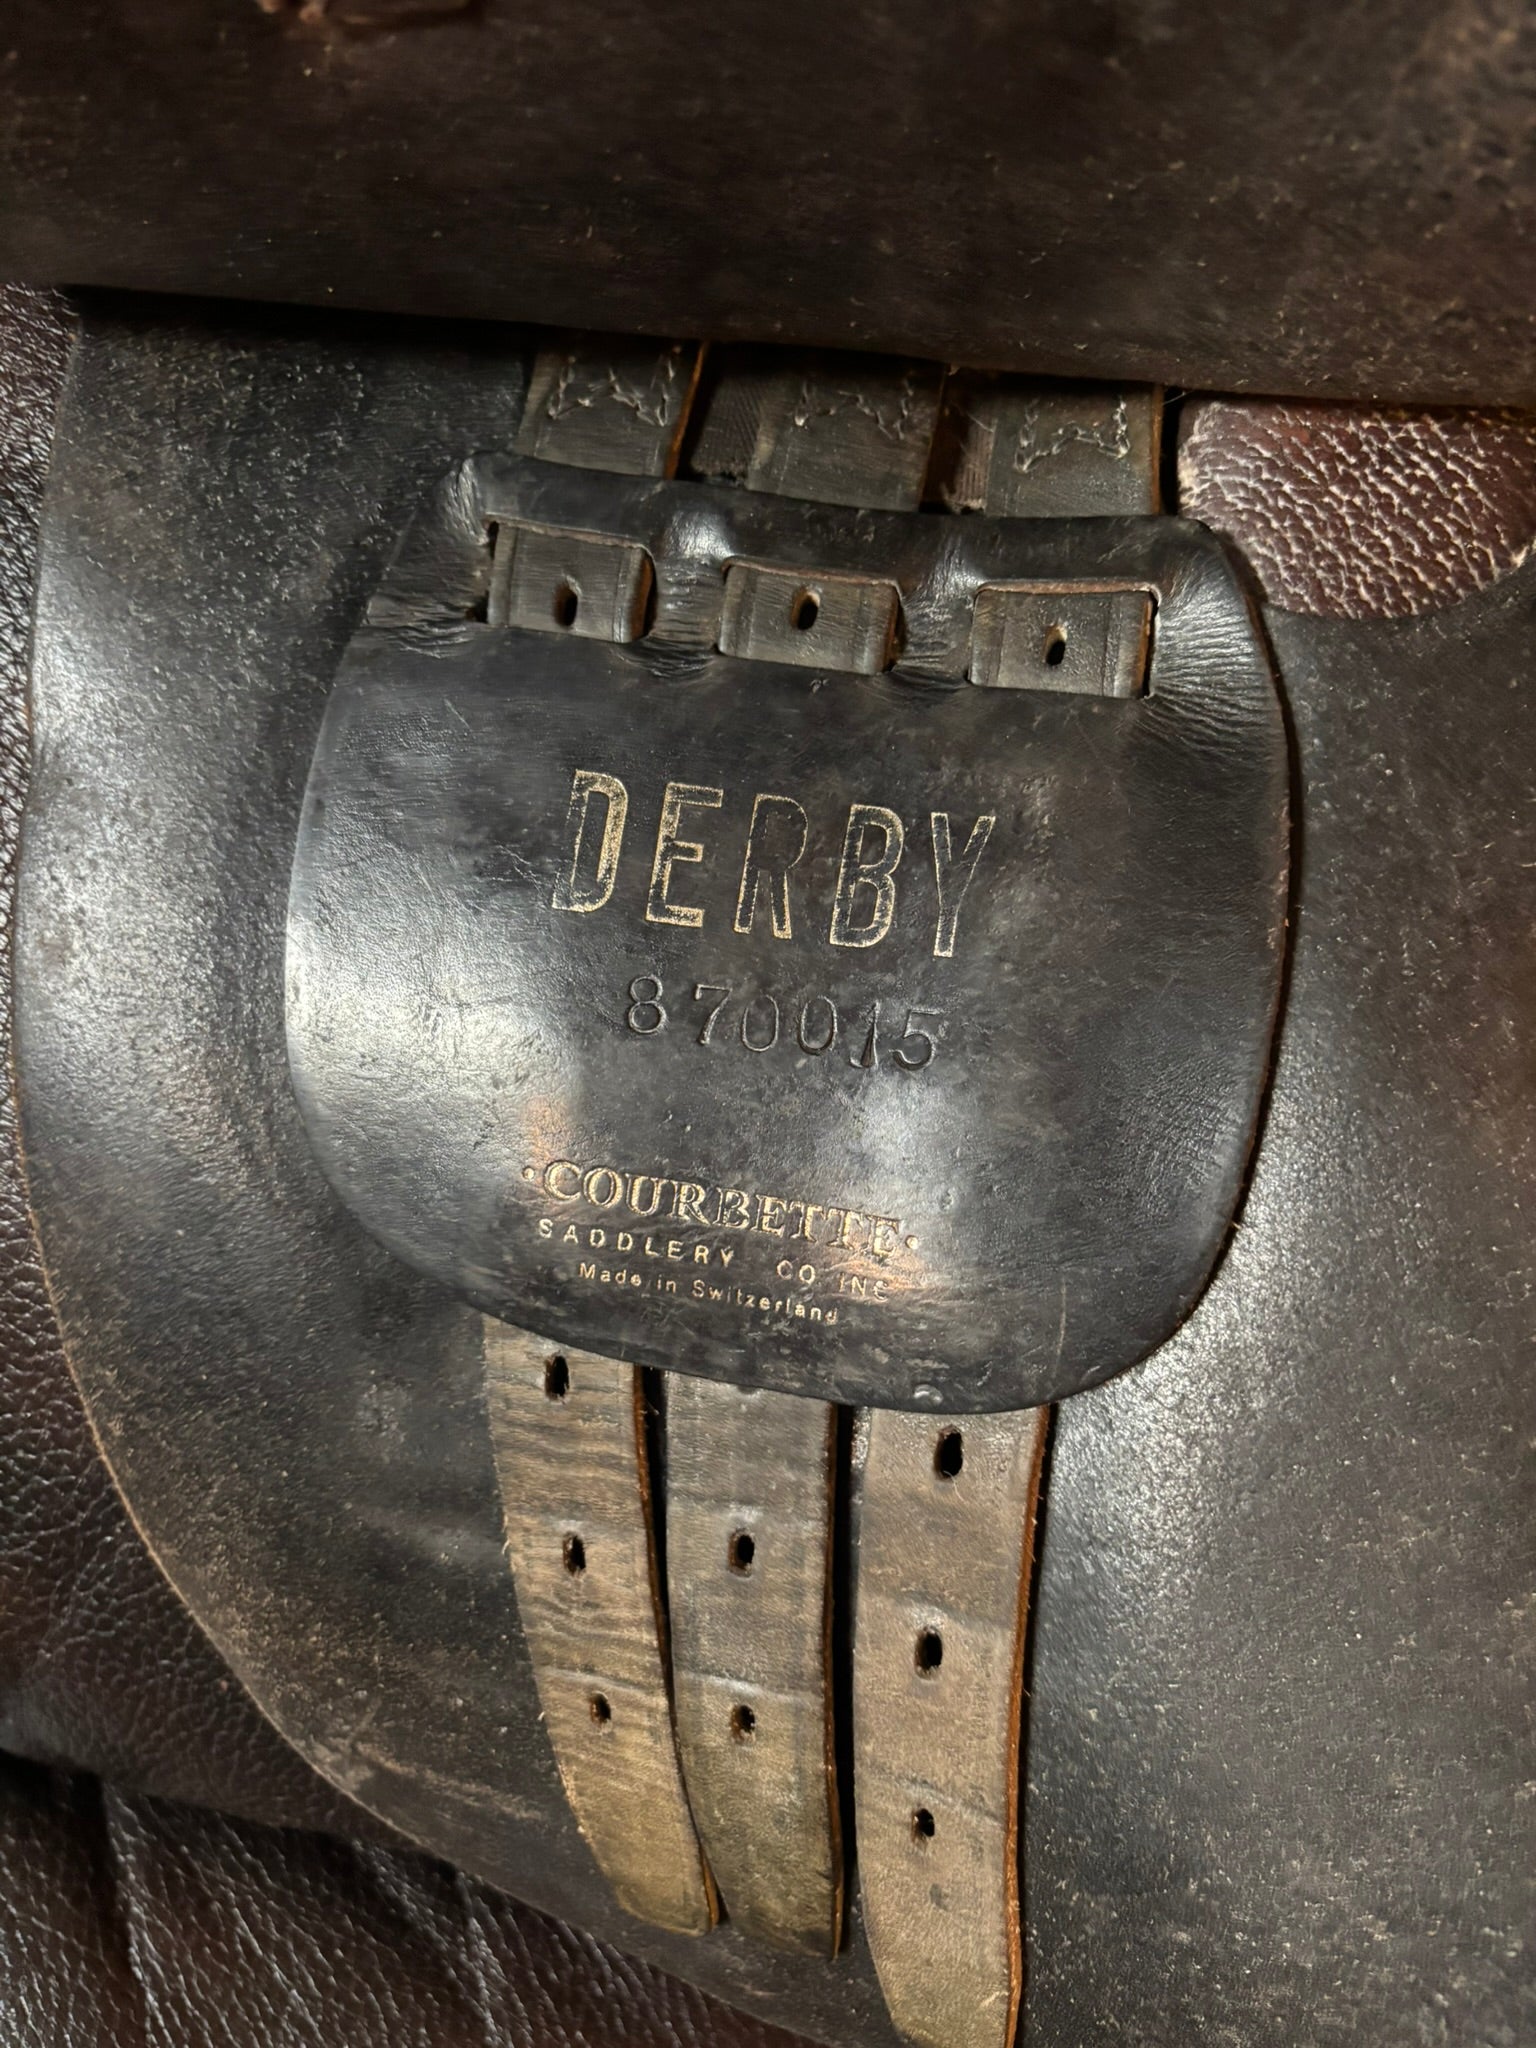 DERBY
870015
·COURBETTE·
SADDLERY CO INC
Made in Switzerland